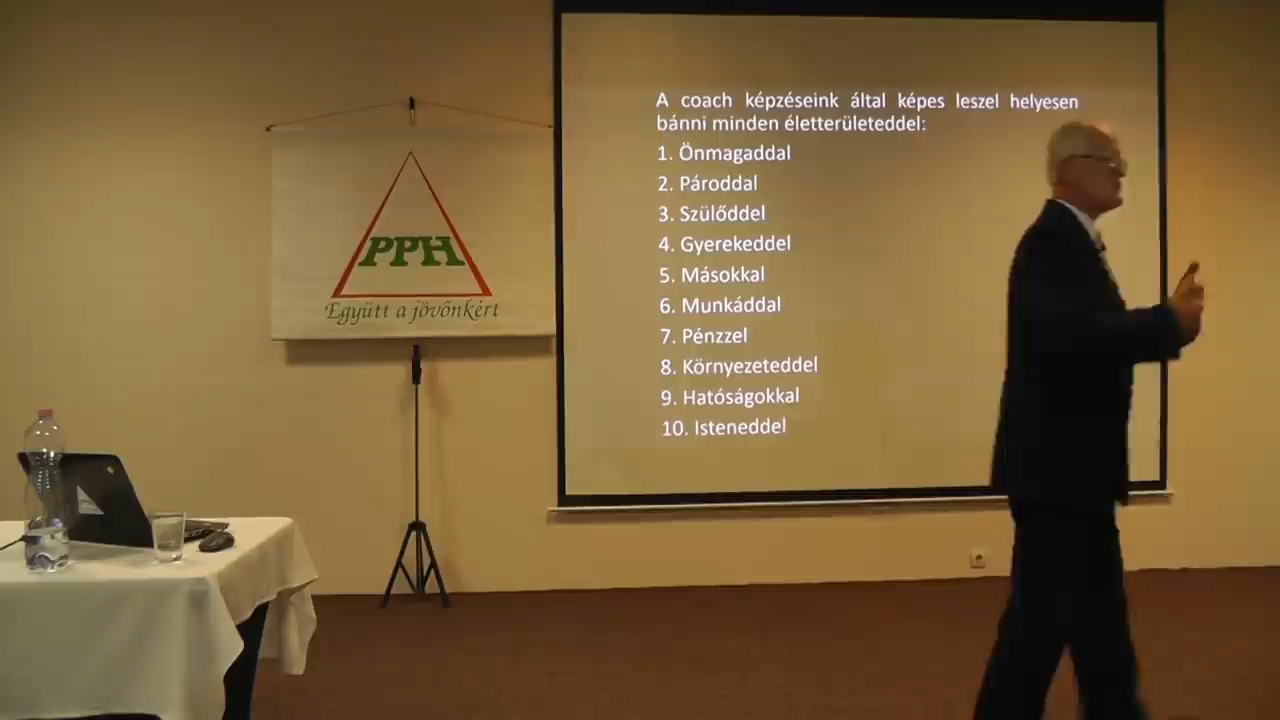 PPH
Együtt a jövőnkért
A coach képzéseink által képes leszel helyesen
bánni minden életterületeddel:
1. Önmagaddal
2. Pároddal
3. Szülőddel
4. Gyerekeddel
5. Másokkal
6. Munkáddal
7. Pénzzel
8. Környezeteddel
9. Hatóságokkal
10. Isteneddel